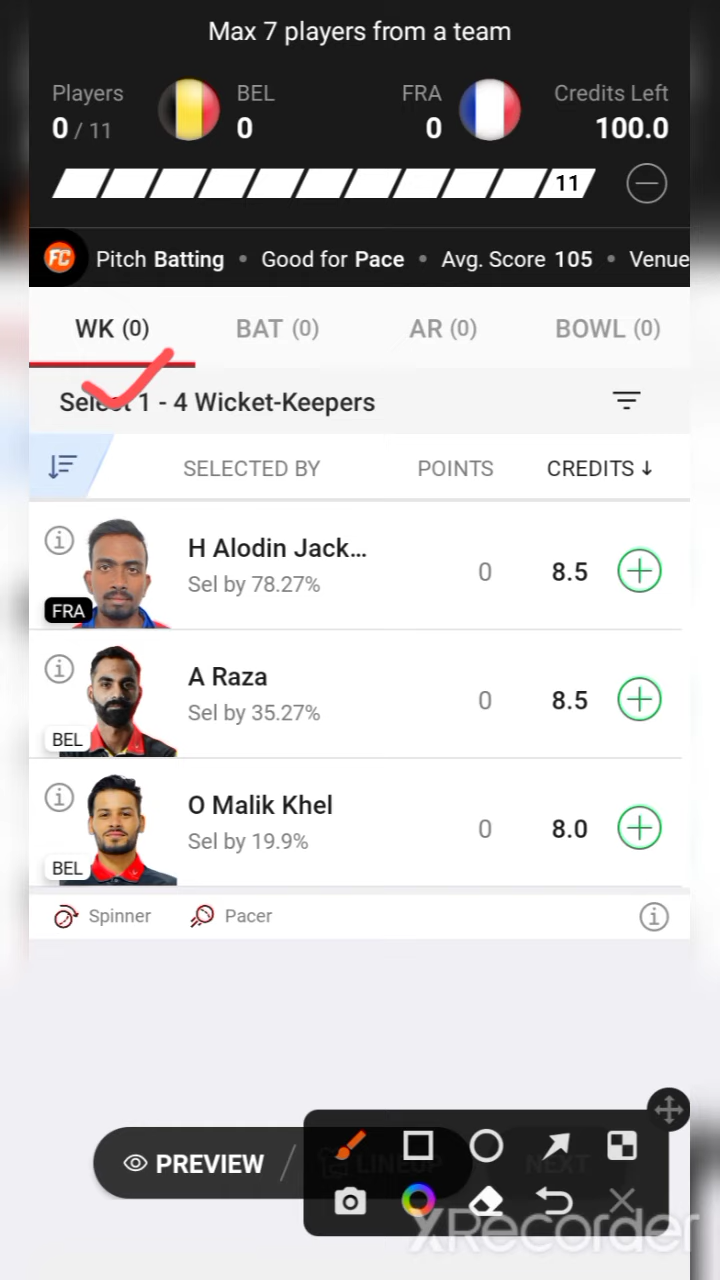 Max 7 players from a team
Players BEL FRA Credits Left
0 / 11 0 0 100.0
11
FC Pitch Batting • Good for Pace • Avg. Score 105 • Venue
WK (0) BAT (0) AR (0) BOWL (0)
Select 1 - 4 Wicket-Keepers
SELECTED BY POINTS CREDITS ↓
H Alodin Jack...
Sel by 78.27%
0 8.5
FRA
A Raza
Sel by 35.27%
0 8.5
BEL
O Malik Khel
Sel by 19.9%
0 8.0
BEL
Spinner Pacer
PREVIEW / LINEUP NEXT
XRecorder